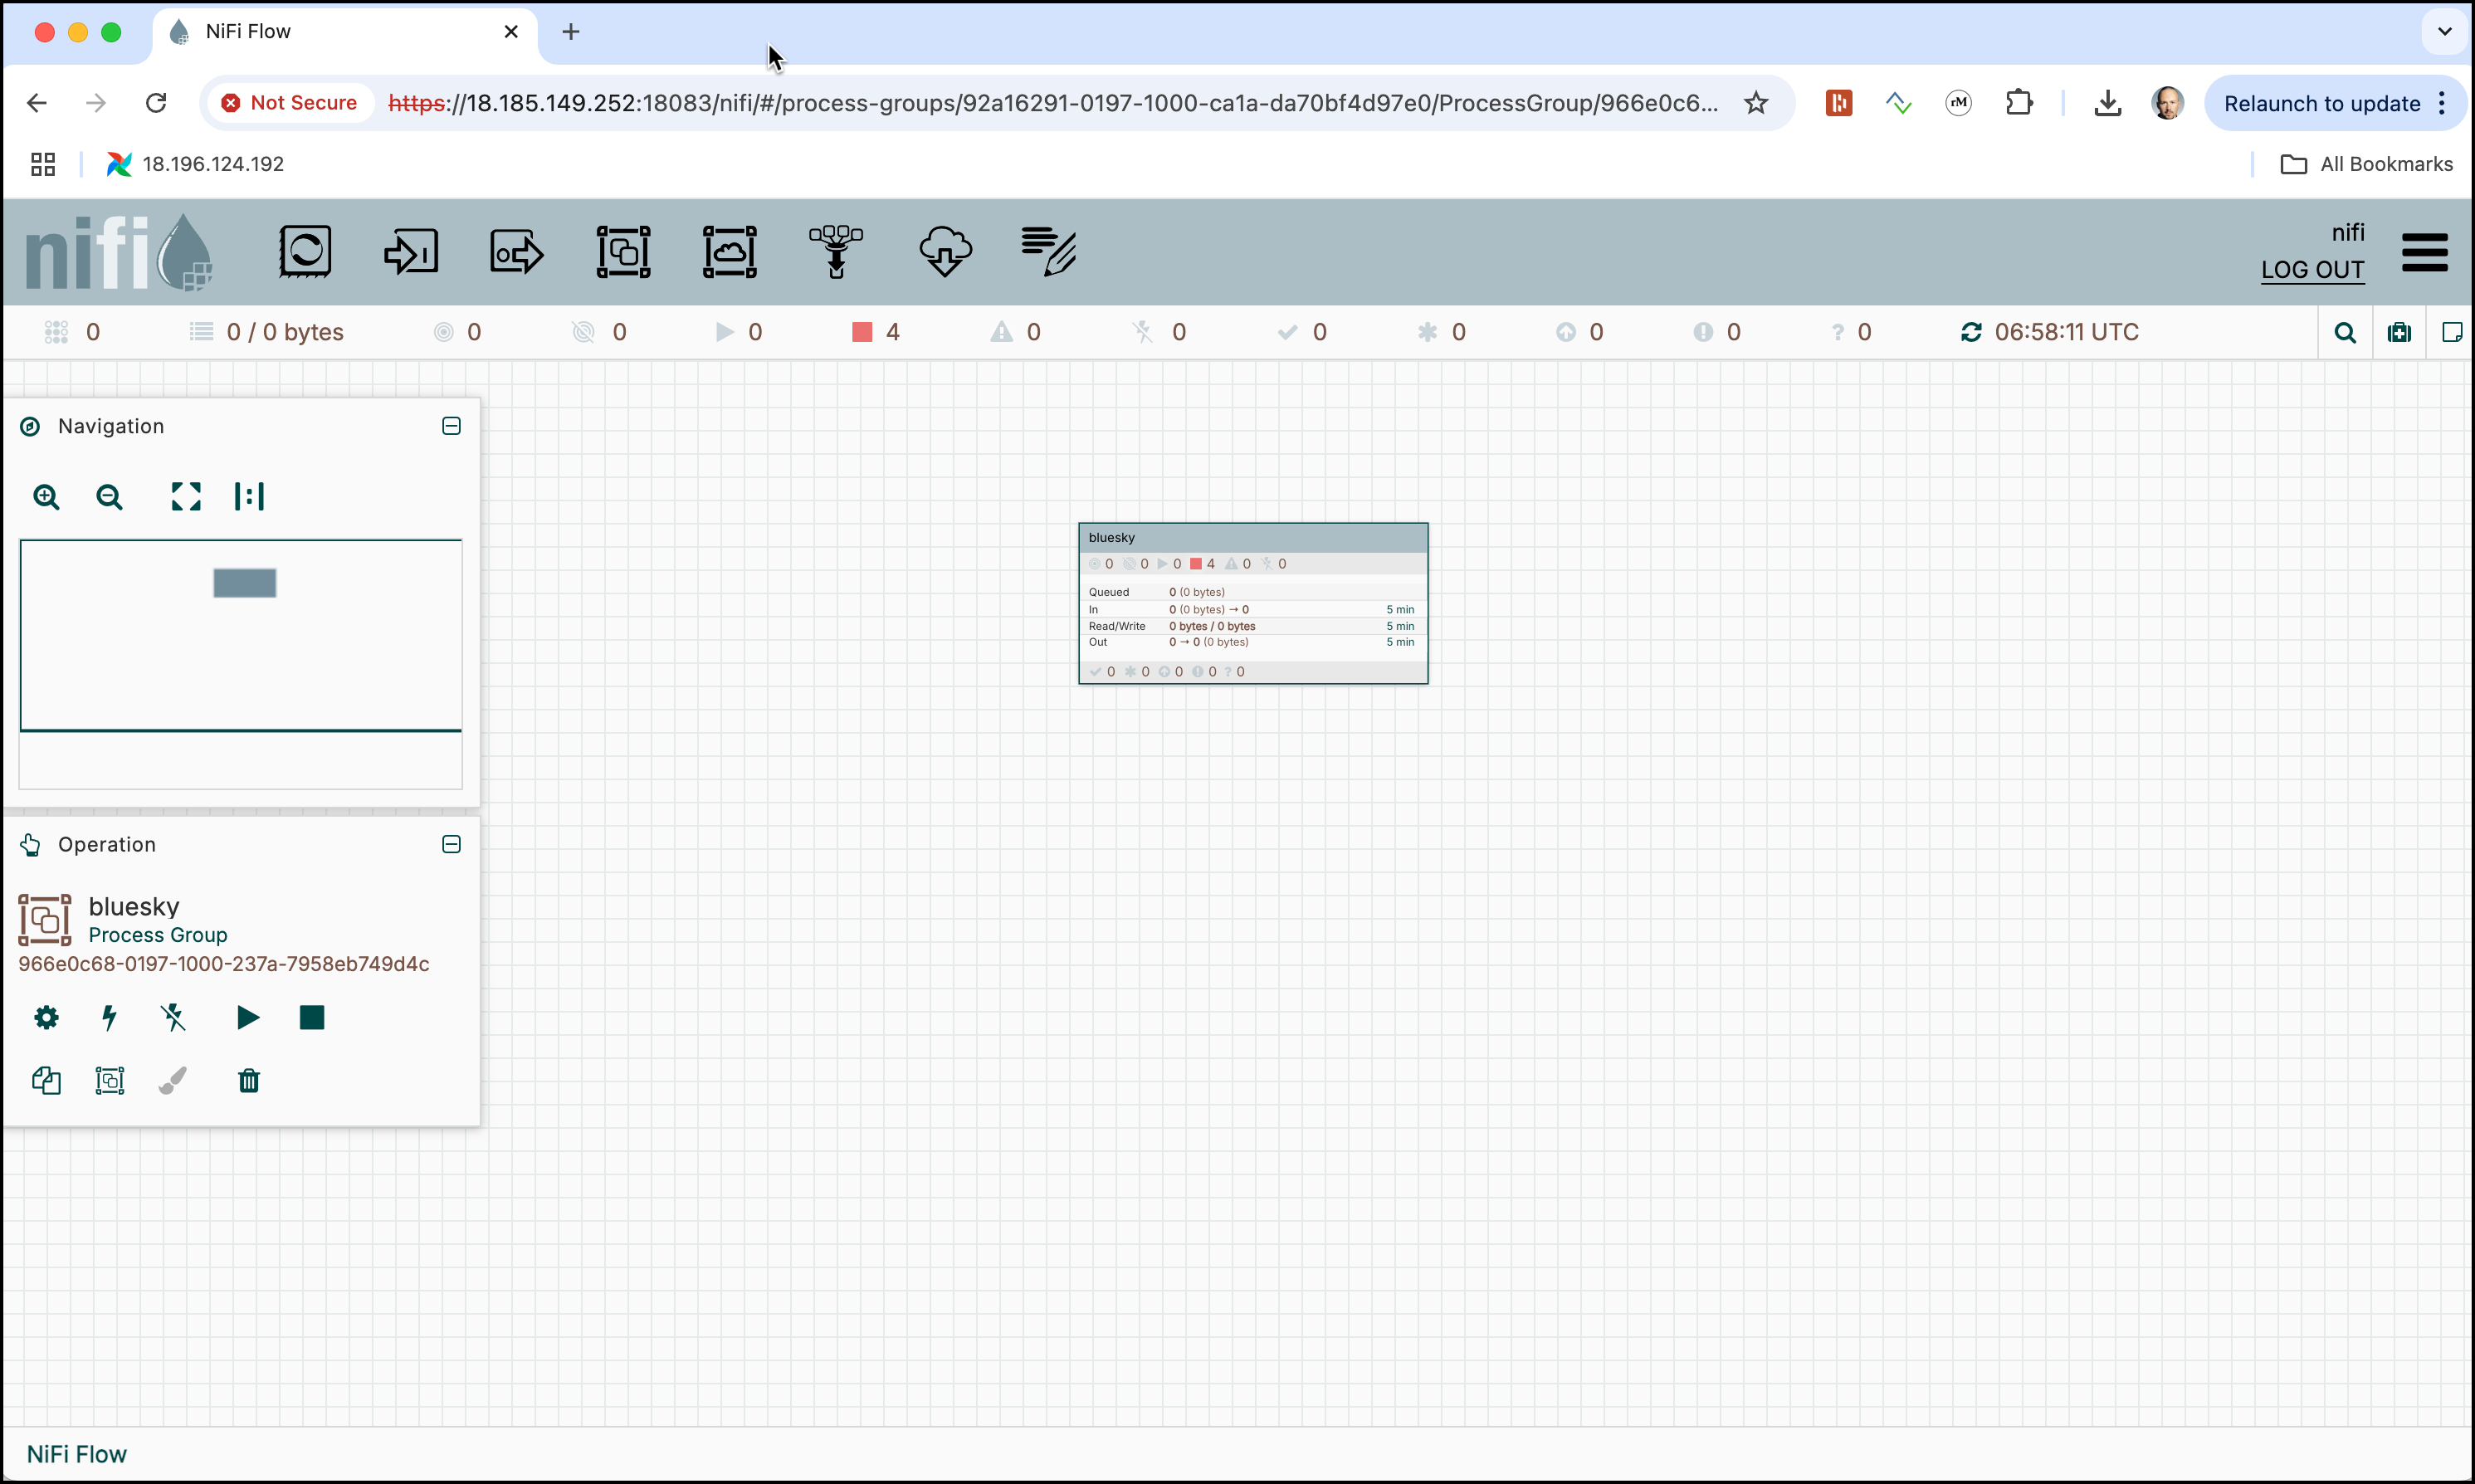 NiFi Flow
Not Secure https://18.185.149.252:18083/nifi/#/process-groups/92a16291-0197-1000-ca1a-da70bf4d97e0/ProcessGroup/966e0c6... rM Relaunch to update
18.196.124.192 All Bookmarks
nifi
nifi
LOG OUT
0 0 / 0 bytes 0 0 0 4 0 0 0 0 0 0 ? 0 06:58:11 UTC
Navigation
bluesky
0 0 0 4 0 0
Queued 0 (0 bytes)
In 0 (0 bytes) → 0 5 min
Read/Write 0 bytes / 0 bytes 5 min
Out 0 → 0 (0 bytes) 5 min
0 0 0 0 ? 0
Operation
bluesky
Process Group
966e0c68-0197-1000-237a-7958eb749d4c
NiFi Flow